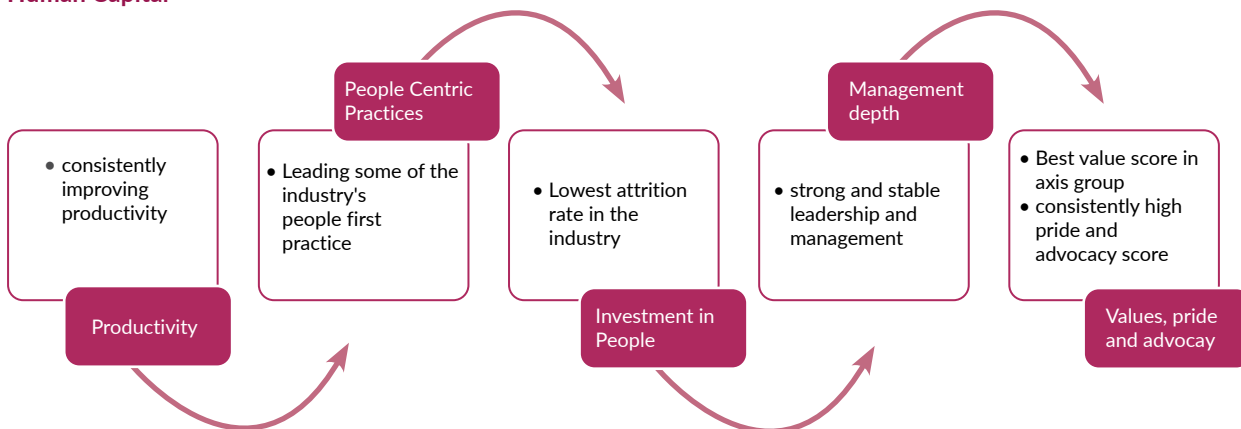 Human Capital
• consistently
improving
productivity
Productivity
People Centric
Practices
• Leading some of the
industry's
people first
practice
• Lowest attrition
rate in the
industry
Investment in
People
Management
depth
• strong and stable
leadership and
management
• Best value score in
axis group
• consistently high
pride and
advocacy score
Values, pride
and advocay